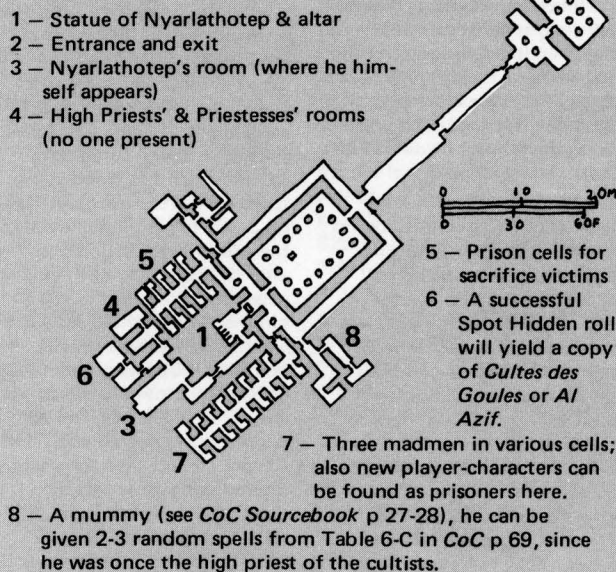 1 — Statue of Nyarlathotep & altar
2 — Entrance and exit
3 — Nyarlathotep's room (where he him-
self appears)
4 — High Priests' & Priestesses' rooms
(no one present)
0 10 20M
0 30 60F
5
4
6
3
1
7
8
5 — Prison cells for
sacrifice victims
6 — A successful
Spot Hidden roll
will yield a copy
of Cultes des
Goules or Al
Azif.
7 — Three madmen in various cells;
also new player-characters can
be found as prisoners here.
8 — A mummy (see CoC Sourcebook p 27-28), he can be
given 2-3 random spells from Table 6-C in CoC p 69, since
he was once the high priest of the cultists.